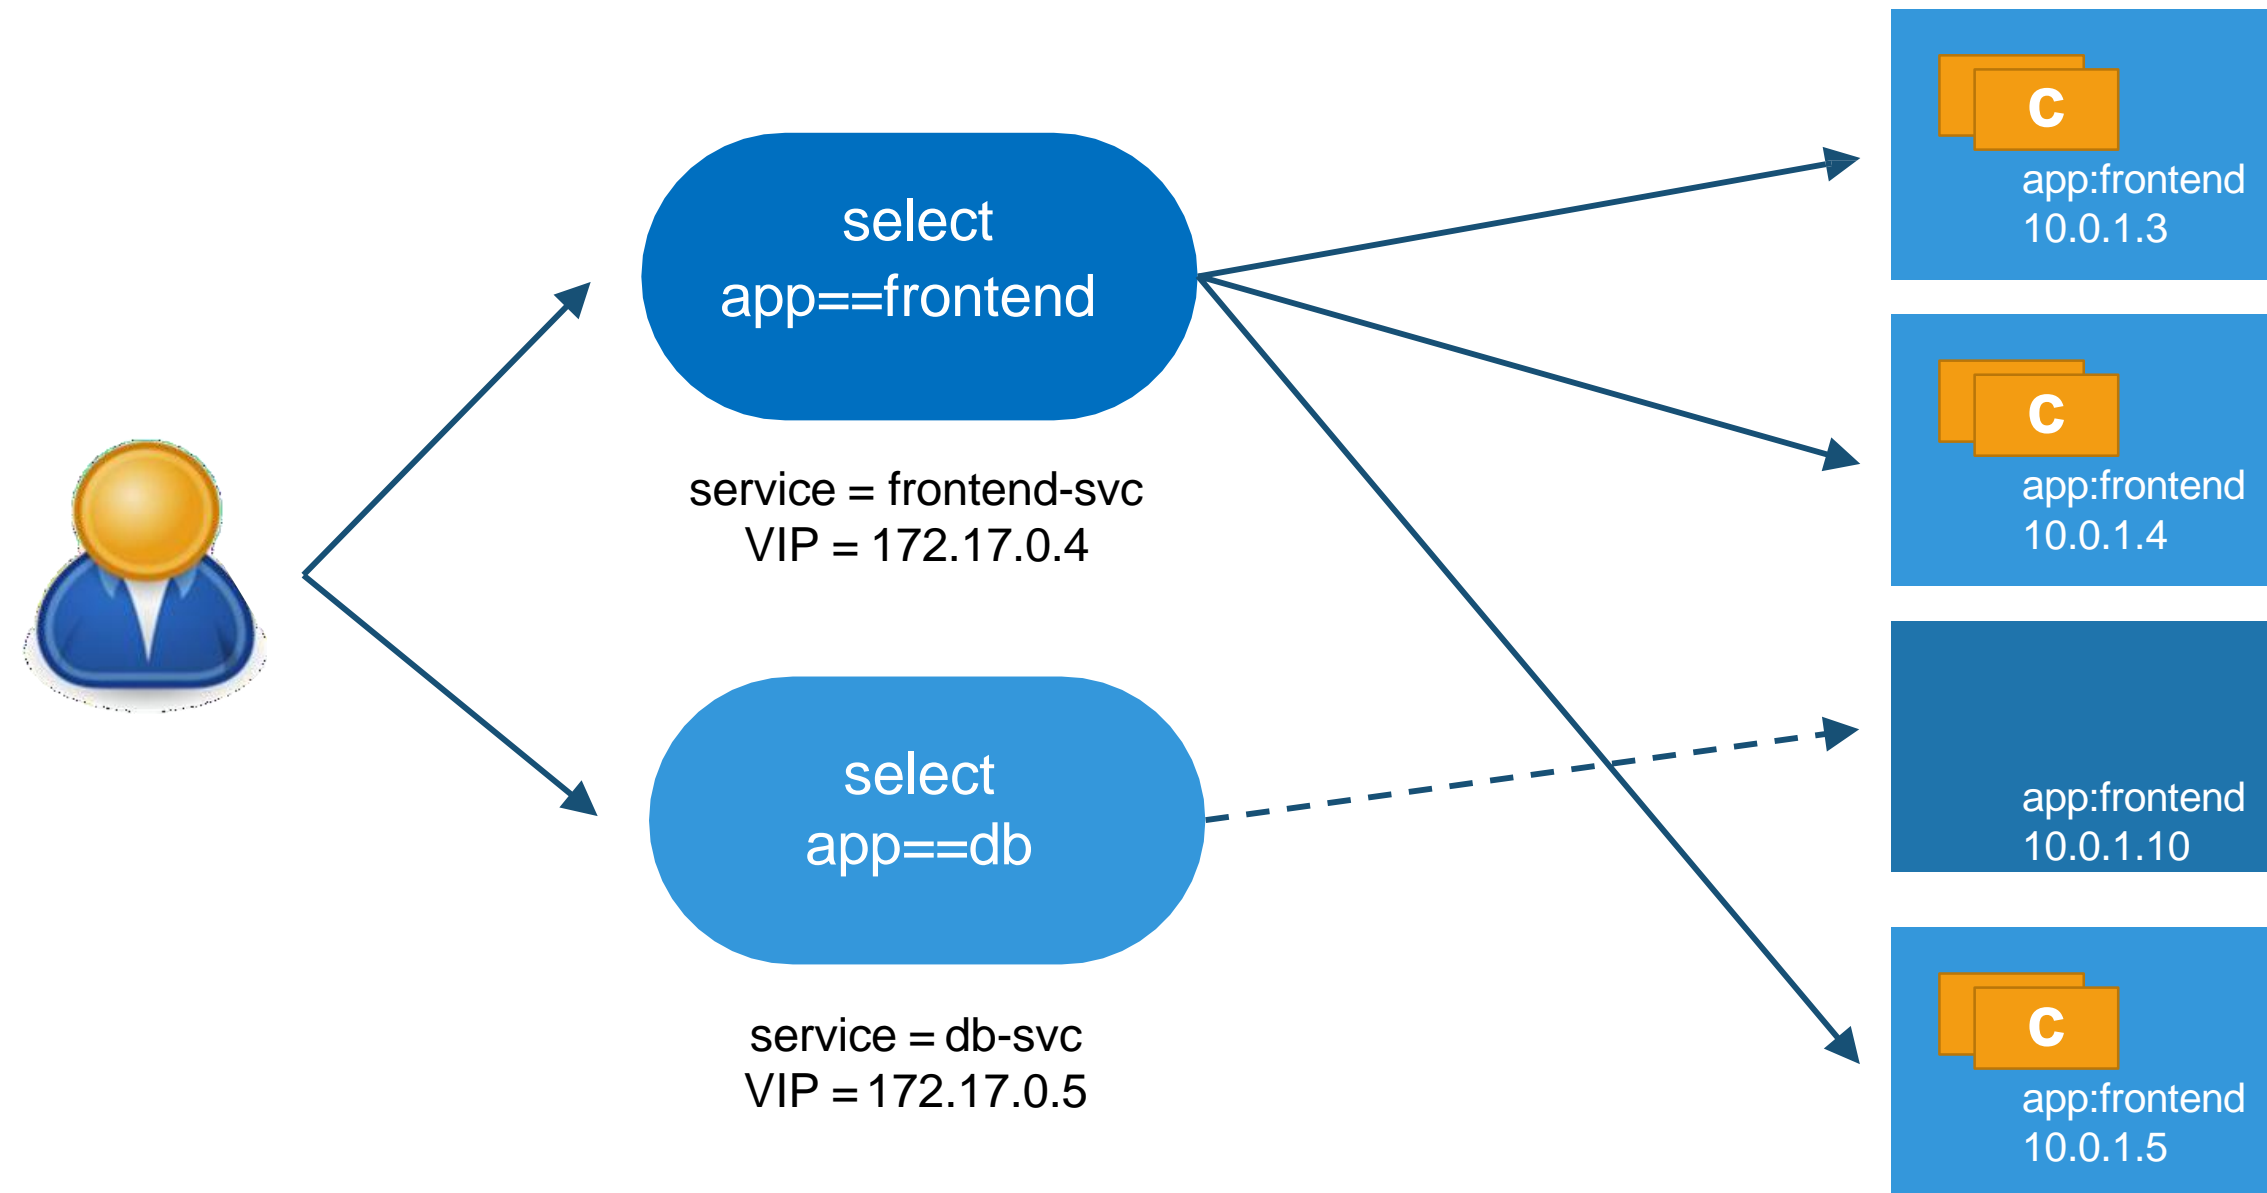 select
app==frontend
service = frontend-svc
VIP = 172.17.0.4
select
app==db
service = db-svc
VIP = 172.17.0.5
C
app:frontend
10.0.1.3
C
app:frontend
10.0.1.4
app:frontend
10.0.1.10
C
app:frontend
10.0.1.5